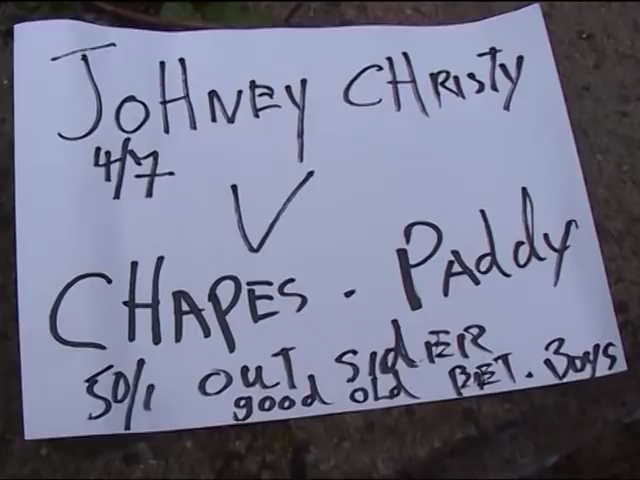 JOHNEY CHRISTY
4/7
V
CHAPES . PADDY
50/1 OUT SIdER
good old BET. Boys